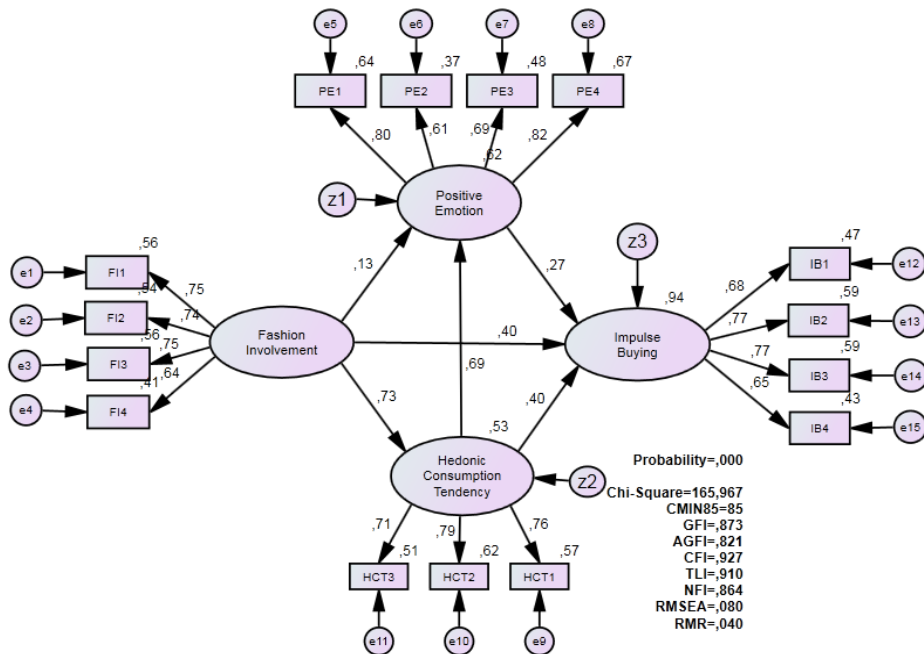 e5
e6
e7
e8
,64
,37
,48
,67
PE1
PE2
PE3
PE4
,80
,61
,69
,82
,62
Positive
Emotion
z1
z3
e1
FI1
,56
,75
e2
FI2
,54
,74
e3
FI3
,56
,75
e4
FI4
,41
,64
Fashion
Involvement
,13
,27
,40
,69
,73
,40
,94
Impulse
Buying
,47
IB1
e12
,68
,59
IB2
e13
,77
,59
IB3
e14
,77
,43
IB4
e15
,65
,53
Hedonic
Consumption
Tendency
z2
,71
,79
,76
,51
,62
,57
HCT3
HCT2
HCT1
e11
e10
e9
Probability=,000
Chi-Square=165,967
CMIN85=85
GFI=,873
AGFI=,821
CFI=,927
TLI=,910
NFI=,864
RMSEA=,080
RMR=,040